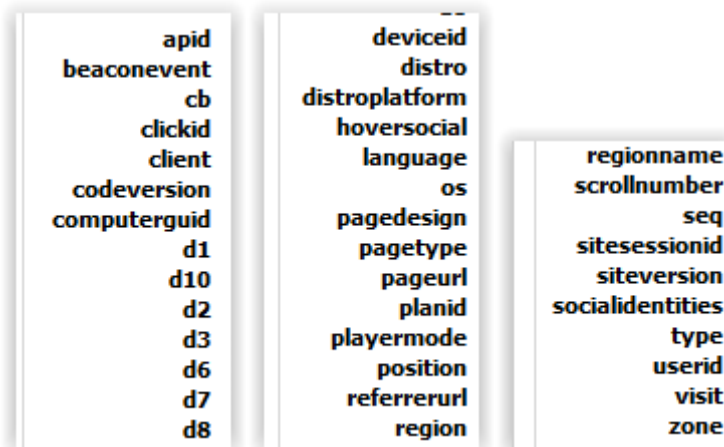 apid
beaconevent
cb
clickid
client
codeversion
computerguid
d1
d10
d2
d3
d6
d7
d8
deviceid
distro
distroplatform
hoversocial
language
os
pagedesign
pagetype
pageurl
planid
playermode
position
referrerurl
region
regionname
scrollnumber
seq
sitesessionid
siteversion
socialidentities
type
userid
visit
zone